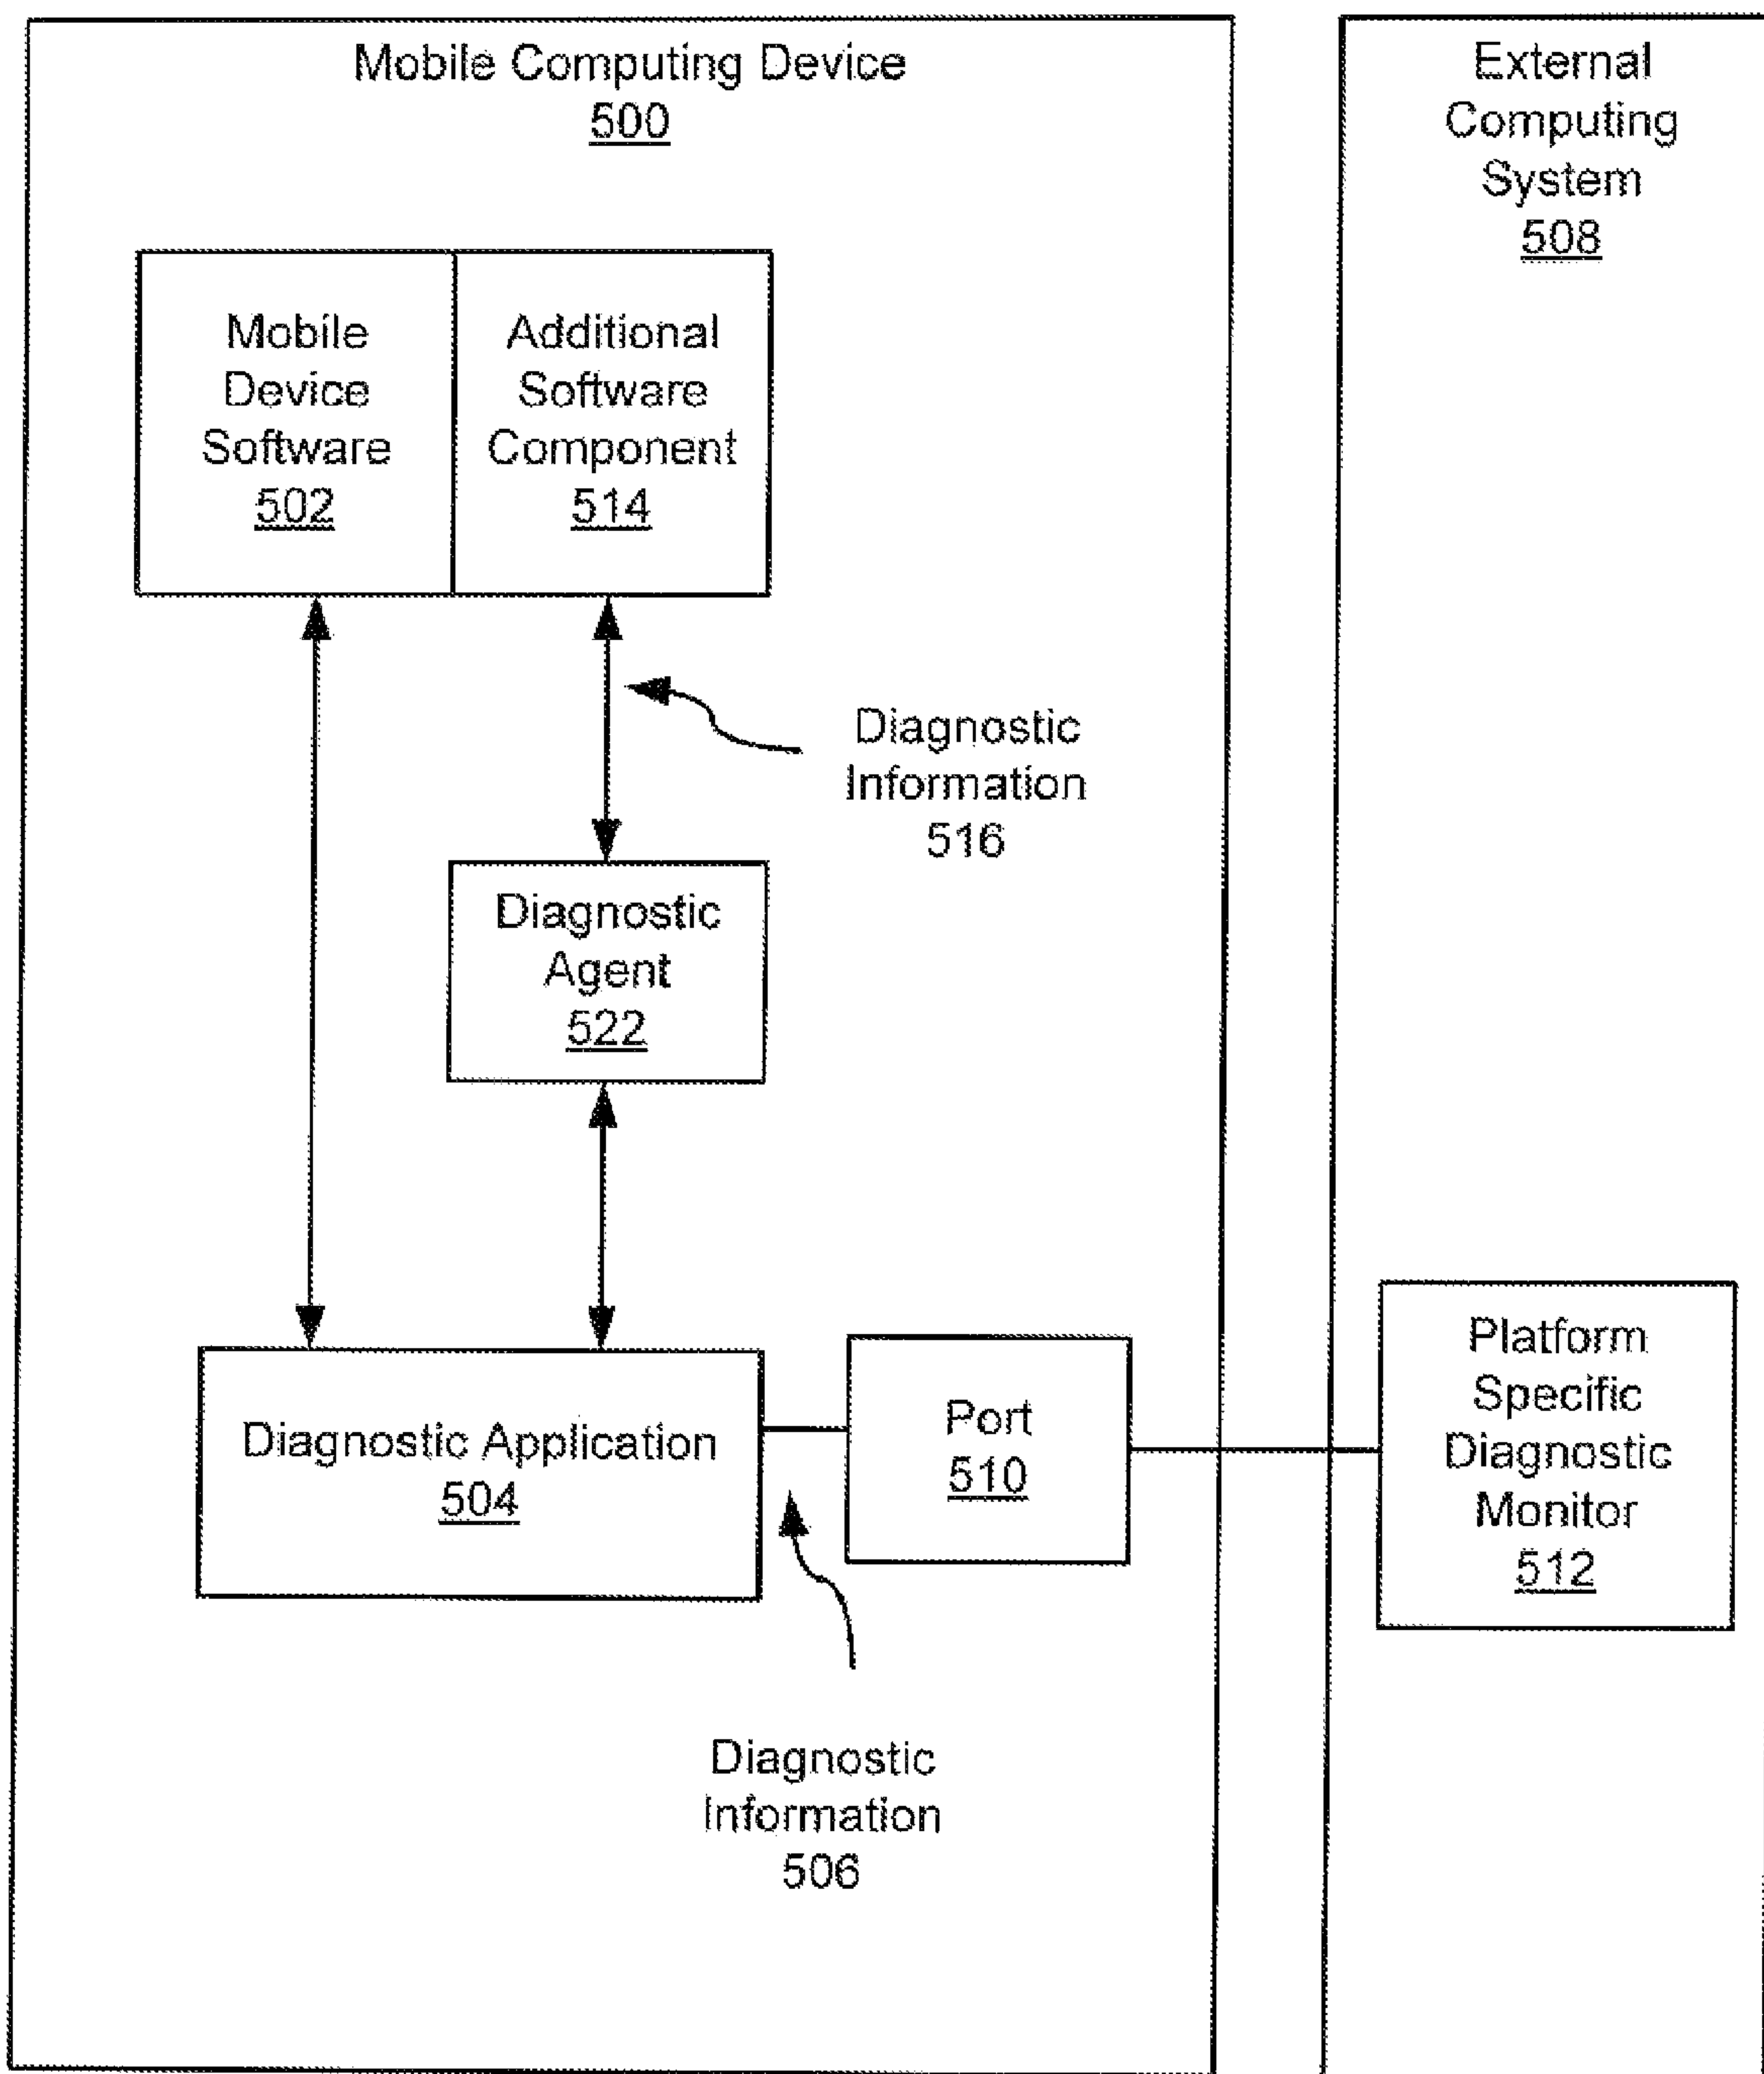 Mobile Computing Device
500
External
Computing
System
508
Mobile
Device
Software
502
Additional
Software
Component
514
Diagnostic
Information
516
Diagnostic
Agent
522
Diagnostic Application
504
Port
510
Platform
Specific
Diagnostic
Monitor
512
Diagnostic
Information
506